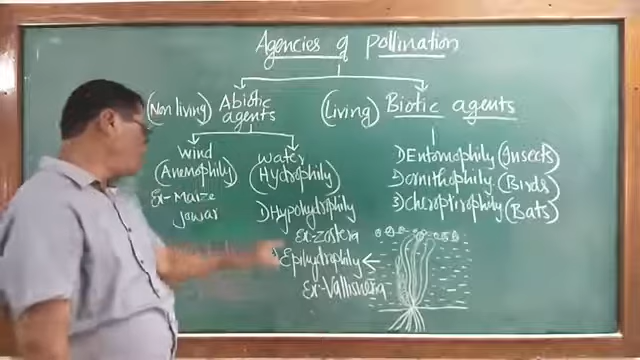 Agencies of pollination
(Non living) Abiotic agents
(Living) Biotic agents
wind
(Anemophily)
Ex-Maize
Jowar
water
(Hydrophily)
1) Hypohydrophily
Ex-Zostera
Epihydrophily
Ex-Vallisneria
1) Entomophily (Insects)
2) Ornithophily (Birds)
3) Cheiroptirophily (Bats)